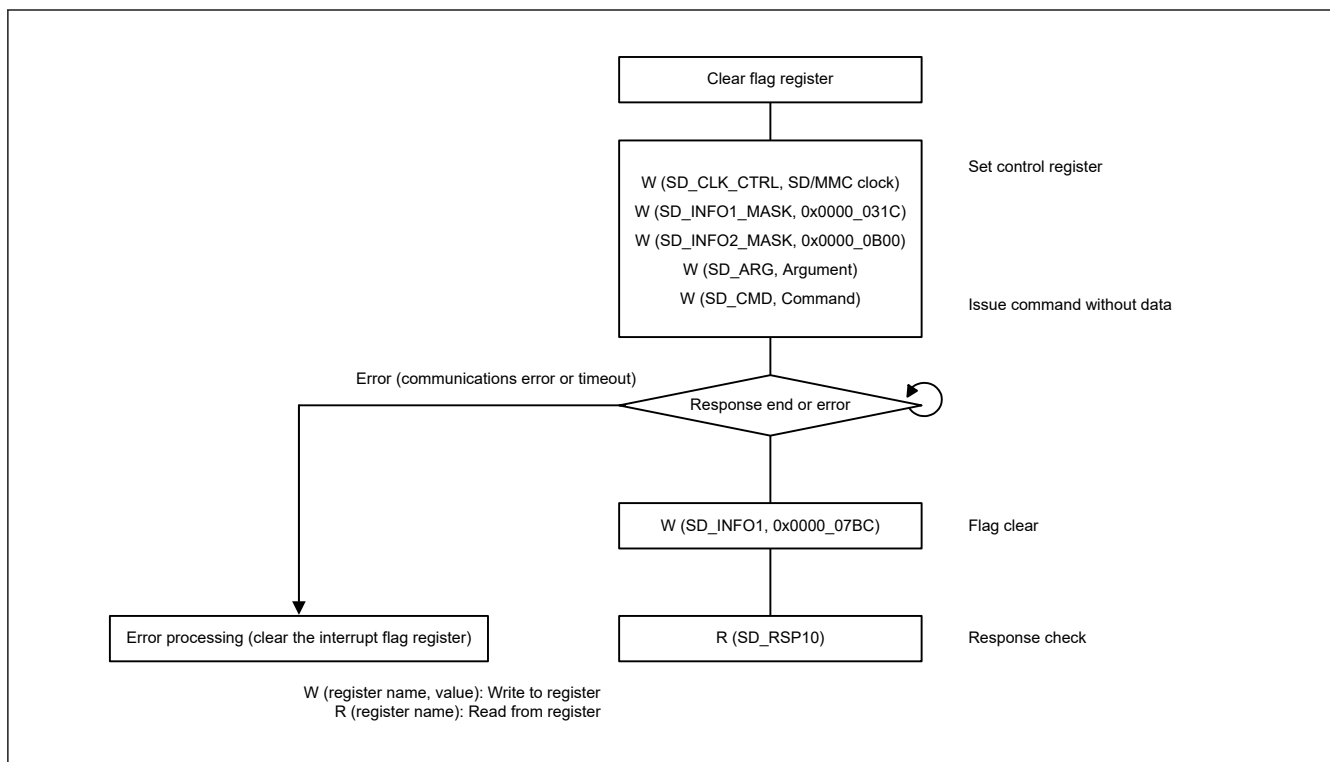 Clear flag register
Set control register
W (SD_CLK_CTRL, SD/MMC clock)
W (SD_INFO1_MASK, 0x0000_031C)
W (SD_INFO2_MASK, 0x0000_0B00)
W (SD_ARG, Argument)
W (SD_CMD, Command)
Issue command without data
Error (communications error or timeout)
Response end or error
W (SD_INFO1, 0x0000_07BC)
Flag clear
Error processing (clear the interrupt flag register)
R (SD_RSP10)
Response check
W (register name, value): Write to register
R (register name): Read from register